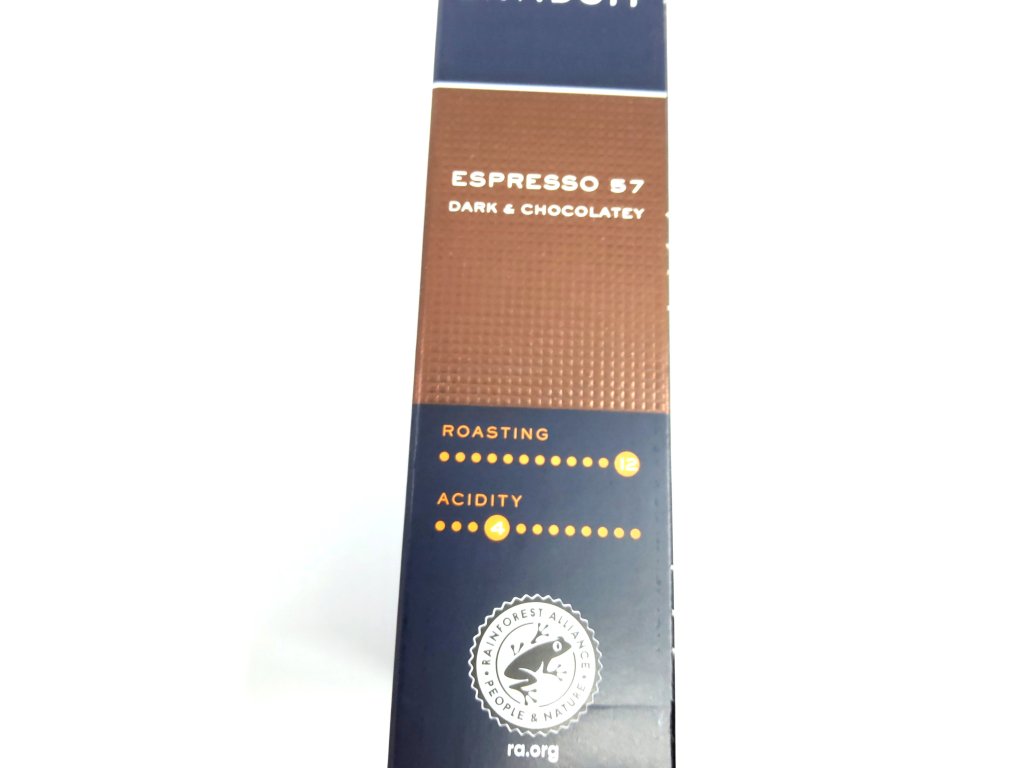 ESPRESSO 57
DARK & CHOCOLATEY
ROASTING
12
ACIDITY
4
RAINFOREST ALLIANCE
PEOPLE & NATURE
ra.org